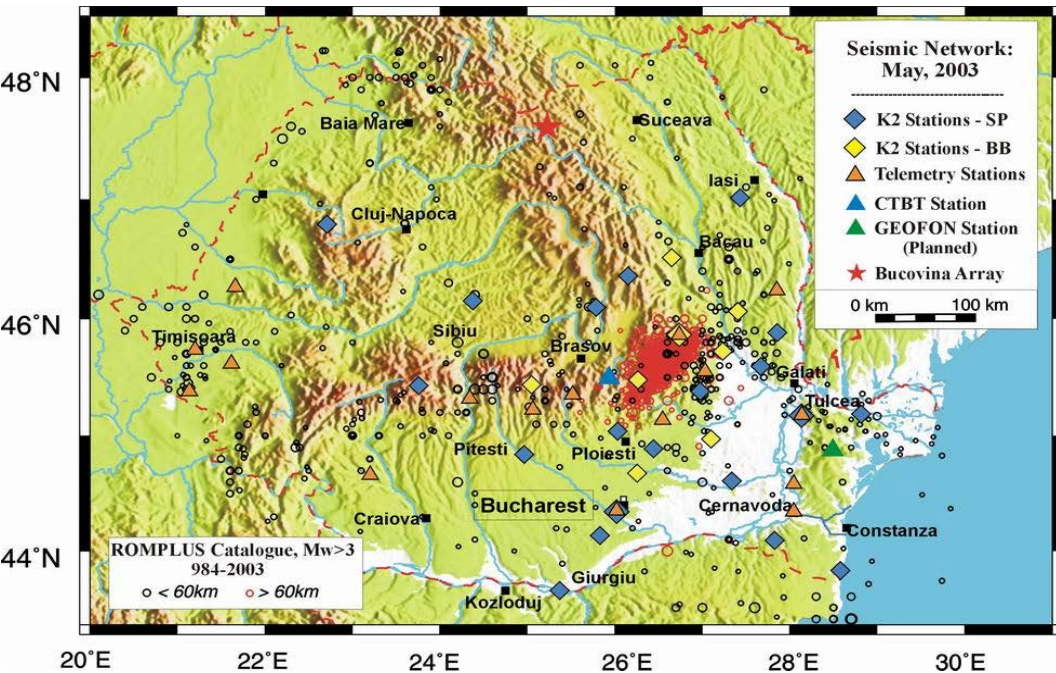 48°N
46°N
44°N
Seismic Network:
May, 2003
K2 Stations - SP
K2 Stations - BB
Telemetry Stations
CTBT Station
GEOFON Station
(Planned)
Bucovina Array
0 km 100 km
Baia Mare
Suceava
Iasi
Cluj-Napoca
Bacau
Timisoara
Sibiu
Brasov
Galati
Tulcea
Pitesti
Ploiesti
Bucharest
Cernavoda
Craiova
Constanza
Giurgiu
Kozloduj
ROMPLUS Catalogue, Mw>3
984-2003
< 60km > 60km
20°E 22°E 24°E 26°E 28°E 30°E